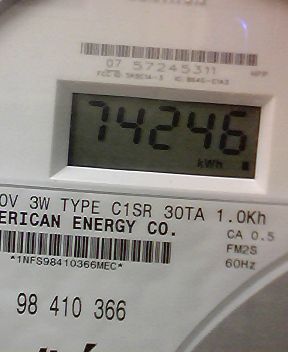 07 57245311
74246
kWh
0V 3W TYPE C1SR 30TA 1.0Kh
ERICAN ENERGY CO.
CA 0.5
FM2S
*1NFS98410366MEC*
60Hz
98 410 366